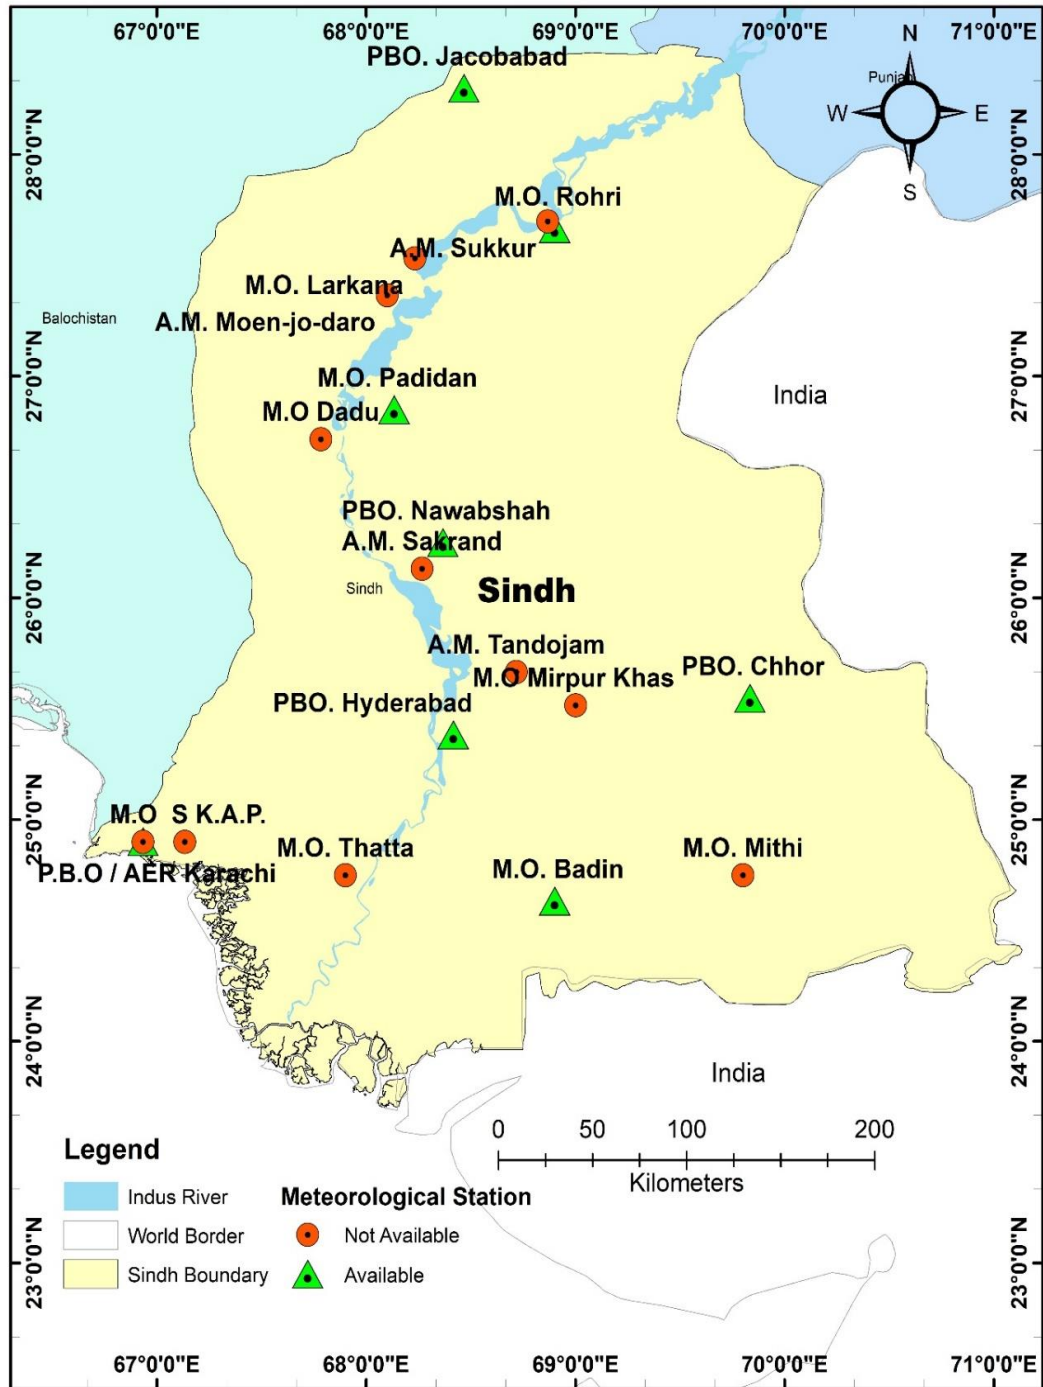 67°0'0"E 68°0'0"E 69°0'0"E 70°0'0"E 71°0'0"E
N
PBO. Jacobabad
Punjab
W E
S
28°0'0"N 28°0'0"N
M.O. Rohri
A.M. Sukkur
M.O. Larkana
A.M. Moen-jo-daro
Balochistan
27°0'0"N 27°0'0"N
M.O. Padidan
India
M.O Dadu
PBO. Nawabshah
A.M. Sakrand
Sindh
Sindh
26°0'0"N 26°0'0"N
A.M. Tandojam
PBO. Chhor
M.O Mirpur Khas
PBO. Hyderabad
M.O S K.A.P.
25°0'0"N 25°0'0"N
M.O. Thatta
M.O. Mithi
M.O. Badin
P.B.O / AER Karachi
24°0'0"N 24°0'0"N
India
0 50 100 200
Kilometers
Legend
Indus River
World Border
Sindh Boundary
Meteorological Station
Not Available
Available
23°0'0"N 23°0'0"N
67°0'0"E 68°0'0"E 69°0'0"E 70°0'0"E 71°0'0"E